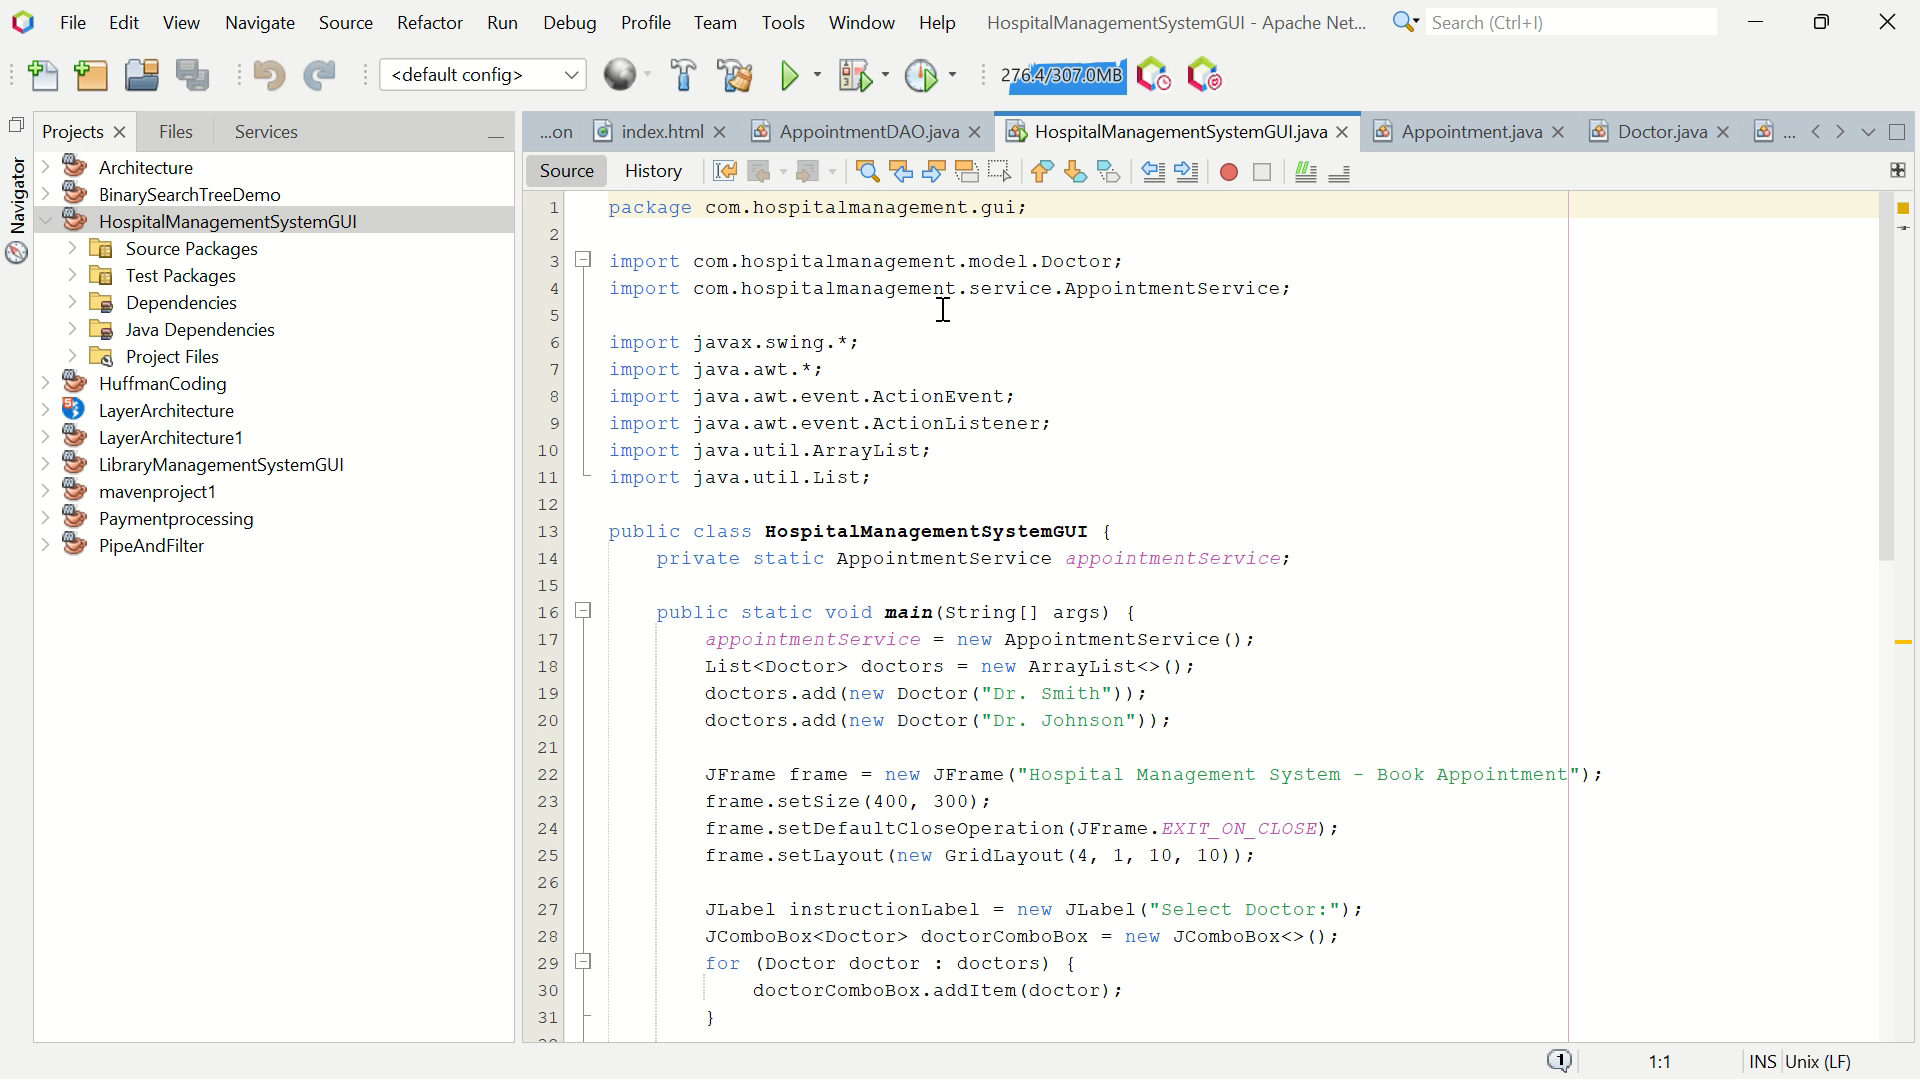 File Edit View Navigate Source Refactor Run Debug Profile Team Tools Window Help HospitalManagementSystemGUI - Apache Net... Search (Ctrl+I)
<default config> 276.4/307.0MB
Projects Files Services
...on index.html AppointmentDAO.java HospitalManagementSystemGUI.java Appointment.java Doctor.java ...
Source History
Navigator
Architecture
BinarySearchTreeDemo
HospitalManagementSystemGUI
Source Packages
Test Packages
Dependencies
Java Dependencies
Project Files
HuffmanCoding
LayerArchitecture
LayerArchitecture1
LibraryManagementSystemGUI
mavenproject1
Paymentprocessing
PipeAndFilter
1 package com.hospitalmanagement.gui;
2
3 import com.hospitalmanagement.model.Doctor;
4 import com.hospitalmanagement.service.AppointmentService;
5
6 import javax.swing.*;
7 import java.awt.*;
8 import java.awt.event.ActionEvent;
9 import java.awt.event.ActionListener;
10 import java.util.ArrayList;
11 import java.util.List;
12
13 public class HospitalManagementSystemGUI {
14 private static AppointmentService appointmentService;
15
16 public static void main(String[] args) {
17 appointmentService = new AppointmentService();
18 List<Doctor> doctors = new ArrayList<>();
19 doctors.add(new Doctor("Dr. Smith"));
20 doctors.add(new Doctor("Dr. Johnson"));
21
22 JFrame frame = new JFrame("Hospital Management System - Book Appointment");
23 frame.setSize(400, 300);
24 frame.setDefaultCloseOperation(JFrame.EXIT_ON_CLOSE);
25 frame.setLayout(new GridLayout(4, 1, 10, 10));
26
27 JLabel instructionLabel = new JLabel("Select Doctor:");
28 JComboBox<Doctor> doctorComboBox = new JComboBox<>();
29 for (Doctor doctor : doctors) {
30 doctorComboBox.addItem(doctor);
31 }
1 1:1 INS Unix (LF)